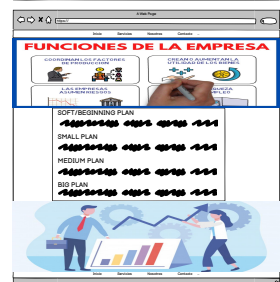 A Web Page
https://
Inicio Servicios Nosotros Contacto
FUNCIONES DE LA EMPRESA
COORDINAN LOS FACTORES DE PRODUCCIÓN
CREAN O AUMENTAN LA UTILIDAD DE LOS BIENES
LAS EMPRESAS ASUMEN RIESGOS
SOFT/BEGINNING PLAN
SMALL PLAN
MEDIUM PLAN
BIG PLAN
Inicio Servicios Nosotros Contacto